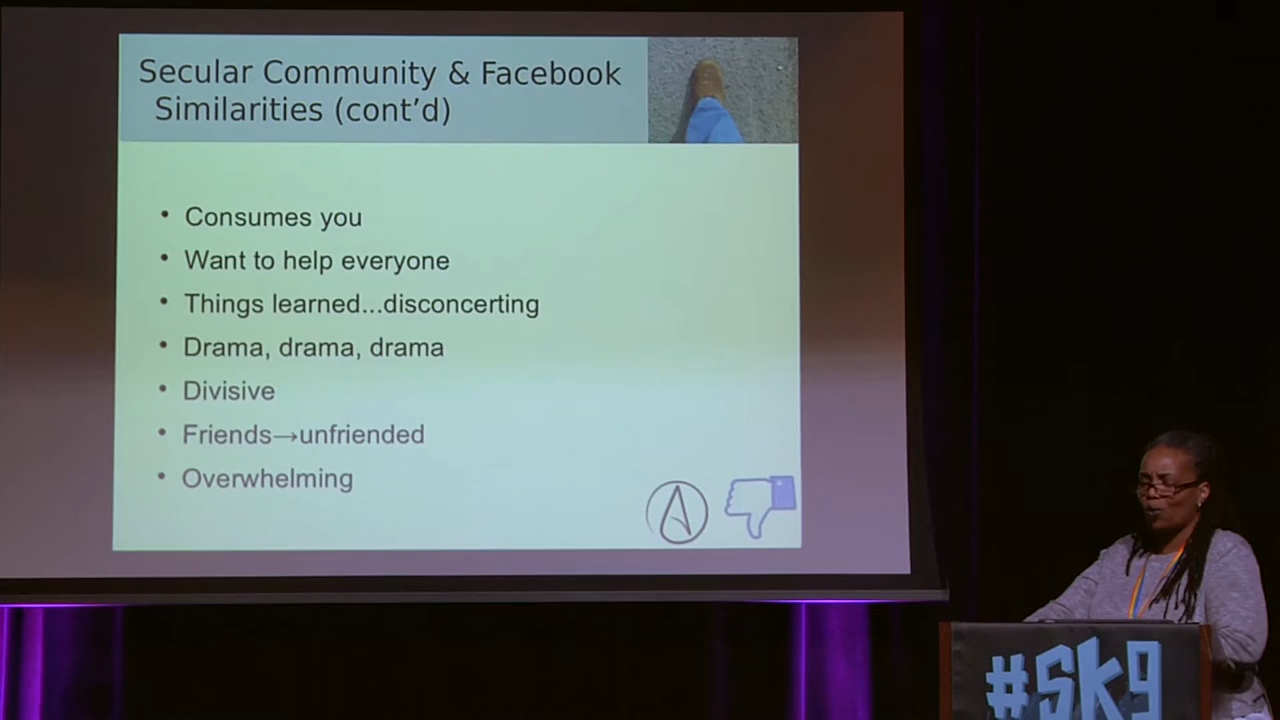 Secular Community & Facebook
Similarities (cont’d)
• Consumes you
• Want to help everyone
• Things learned...disconcerting
• Drama, drama, drama
• Divisive
• Friends→unfriended
• Overwhelming
#sk9